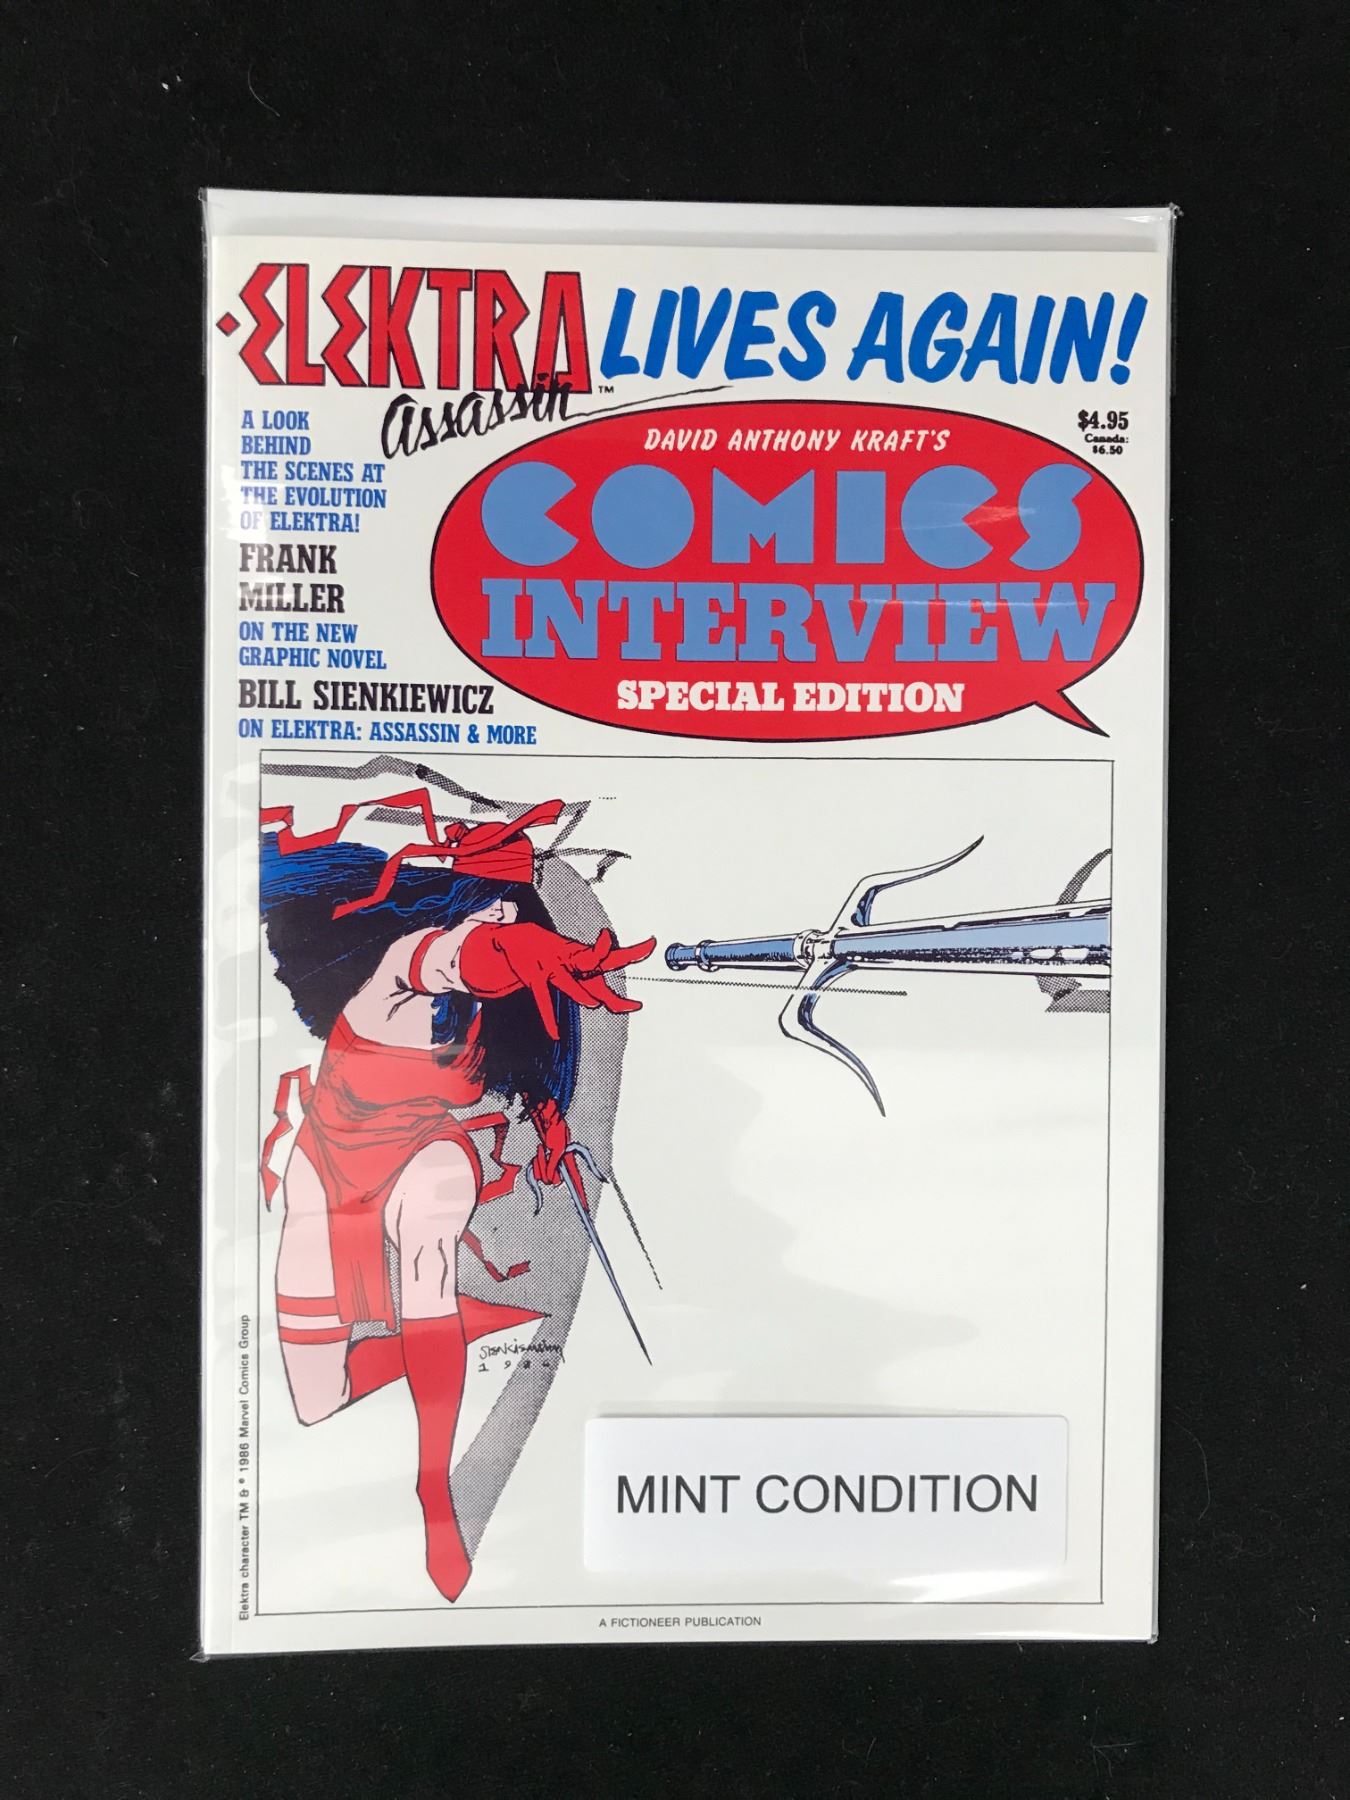 ELEKTRA LIVES AGAIN!
assassin ™
A LOOK
BEHIND
THE SCENES AT
THE EVOLUTION
OF ELEKTRA!
FRANK
MILLER
ON THE NEW
GRAPHIC NOVEL
BILL SIENKIEWICZ
ON ELEKTRA: ASSASSIN & MORE
DAVID ANTHONY KRAFT'S
COMICS
INTERVIEW
SPECIAL EDITION
$4.95
Canada:
$6.50
Sienkiewicz
1986
MINT CONDITION
Elektra character TM & © 1986 Marvel Comics Group
A FICTIONEER PUBLICATION